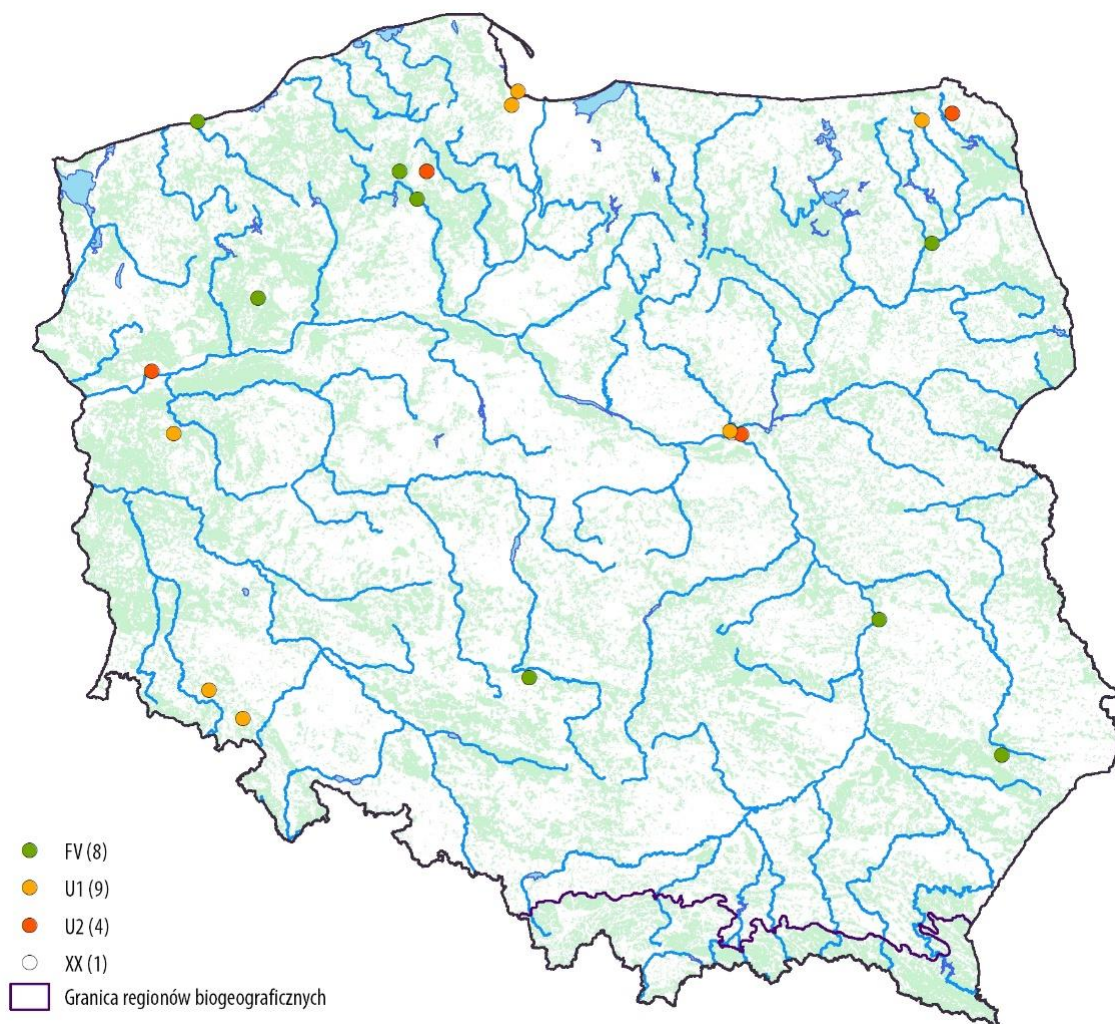 FV (8)
U1 (9)
U2 (4)
XX (1)
Granica regionów biogeograficznych